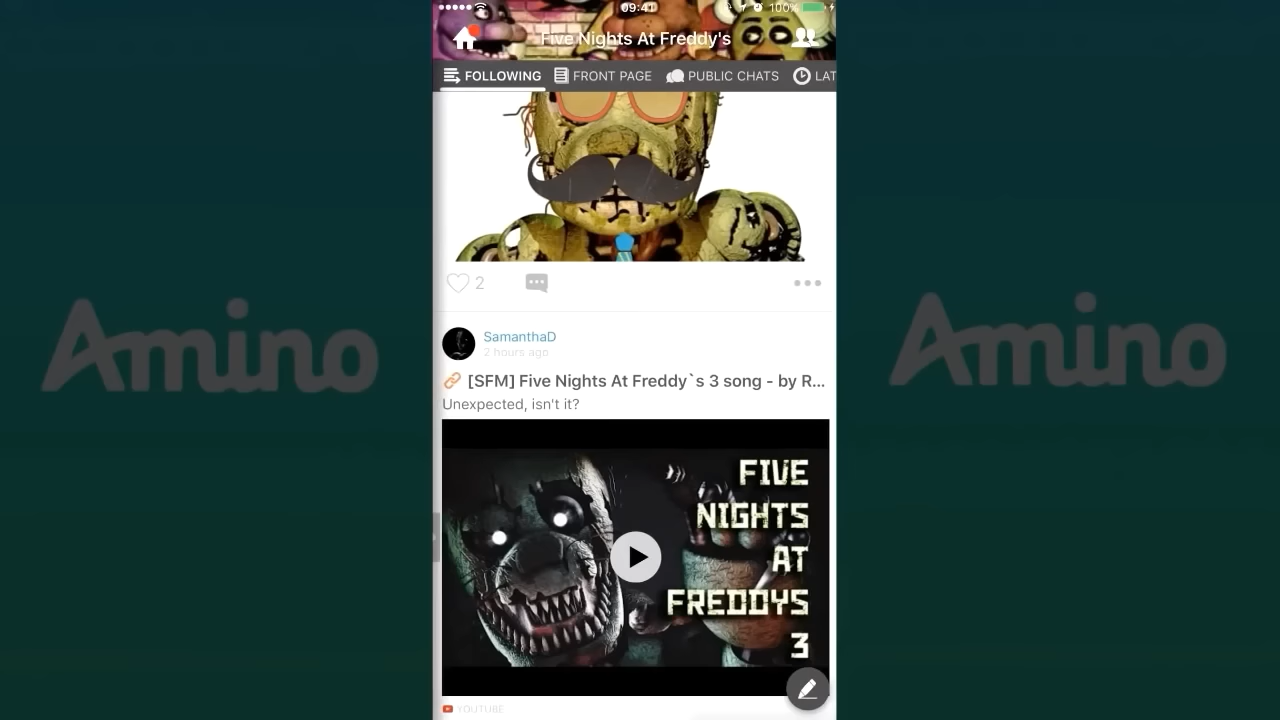 09:41
100%
Five Nights At Freddy's
FOLLOWING FRONT PAGE PUBLIC CHATS LAT
2
SamanthaD
2 hours ago
[SFM] Five Nights At Freddy`s 3 song - by R...
Unexpected, isn't it?
FIVE
NIGHTS
AT
FREDDYS
3
YOUTUBE
Amino
Amino